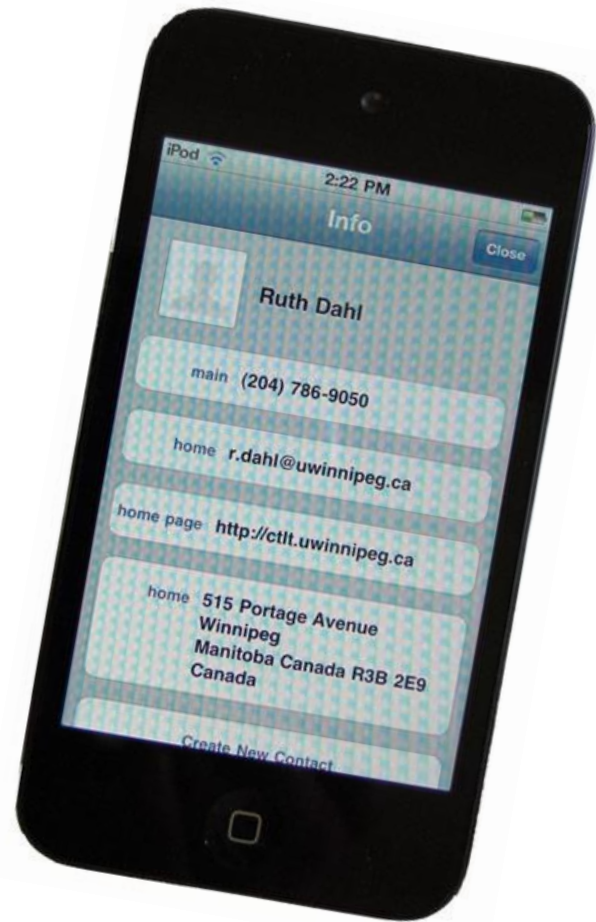 iPod
2:22 PM
Info
Close
Ruth Dahl
main (204) 786-9050
home r.dahl@uwinnipeg.ca
home page http://ctlt.uwinnipeg.ca
home 515 Portage Avenue
Winnipeg
Manitoba Canada R3B 2E9
Canada
Create New Contact